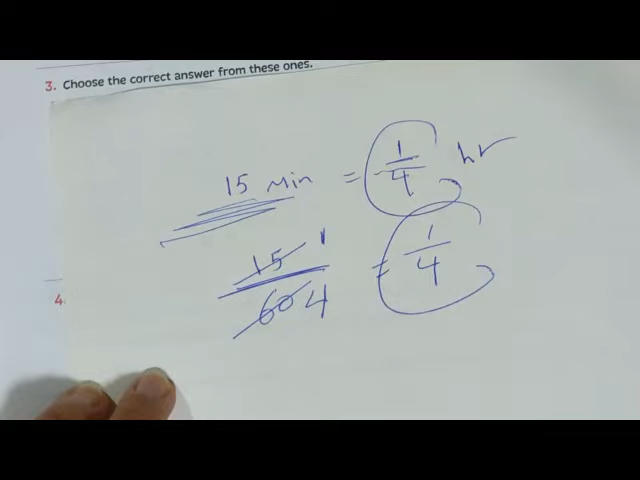 3. Choose the correct answer from these ones.
15 Min = 1/4 hr
15 1
60 4
= 1/4
4.